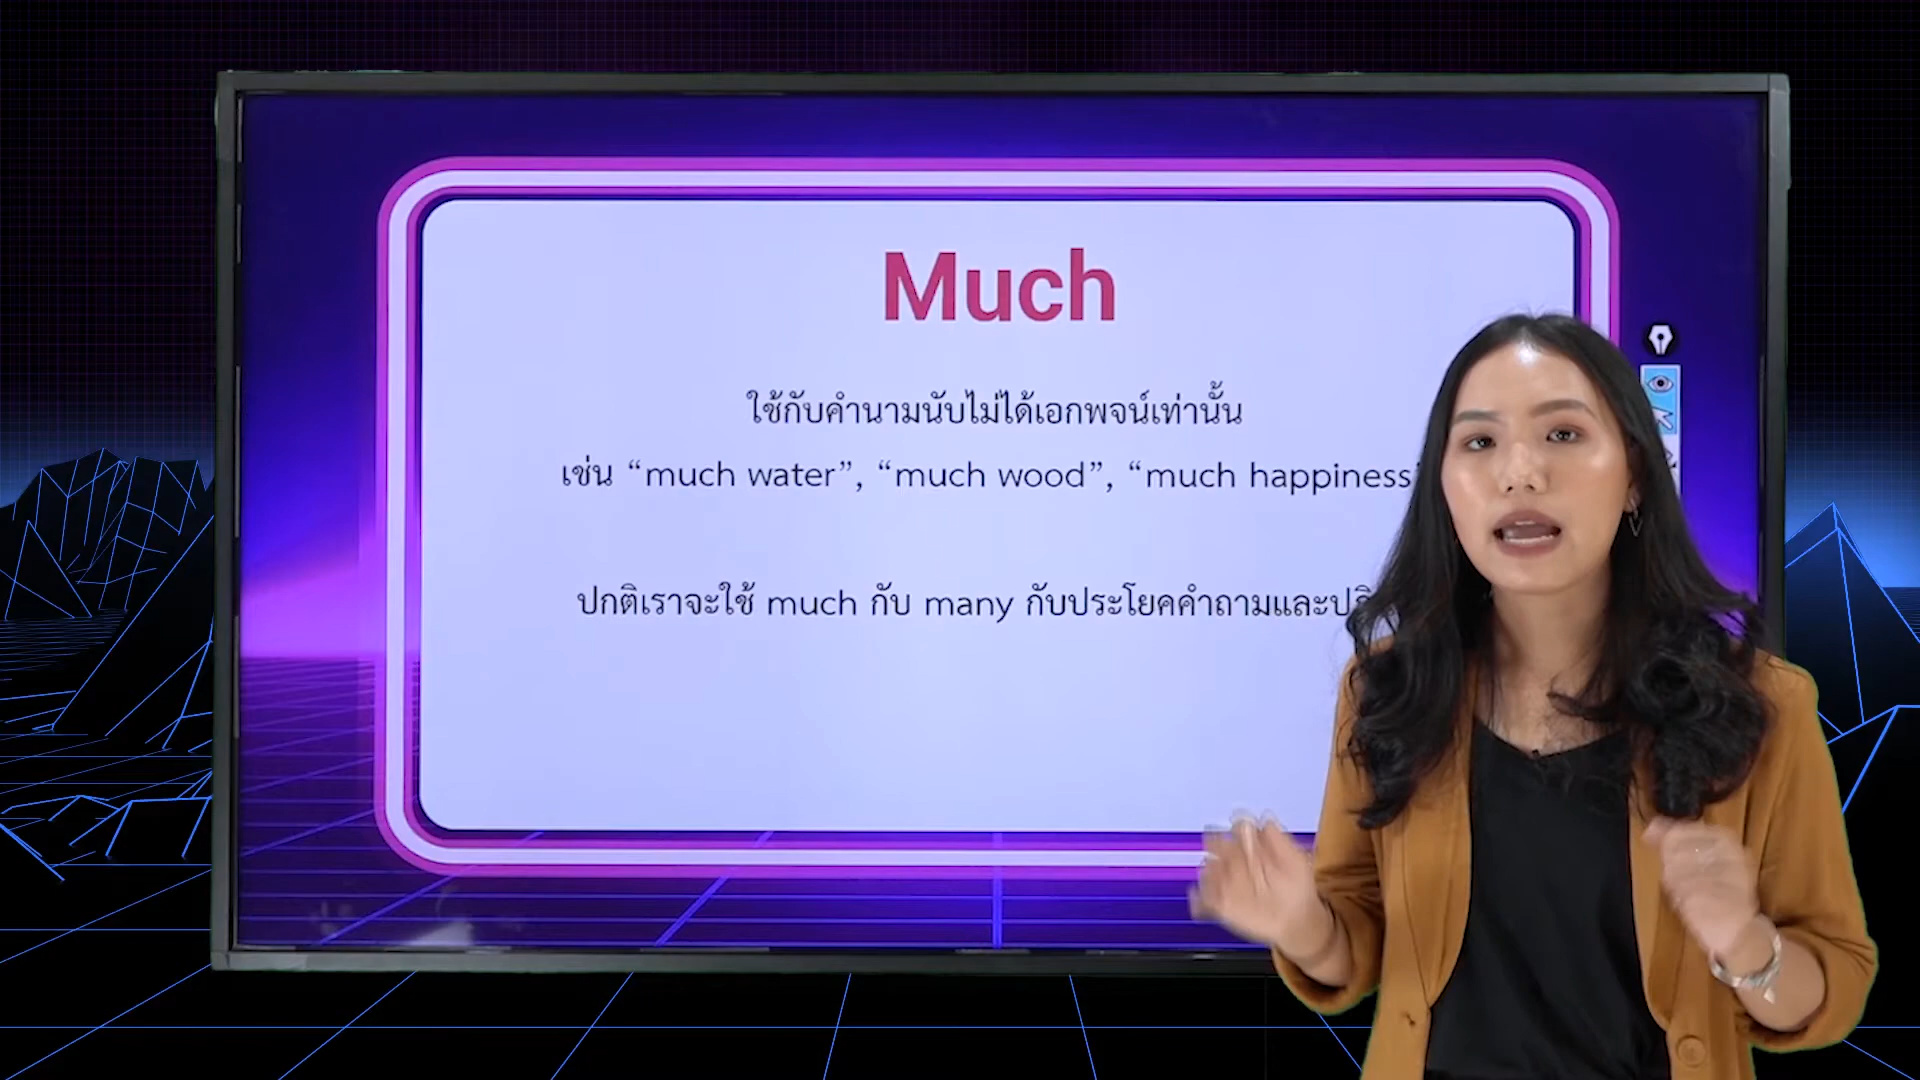 Much
ใช้กับคำนามนับไม่ได้เอกพจน์เท่านั้น
เช่น “much water”, “much wood”, “much happiness
ปกติเราจะใช้ much กับ many กับประโยคคำถามและ